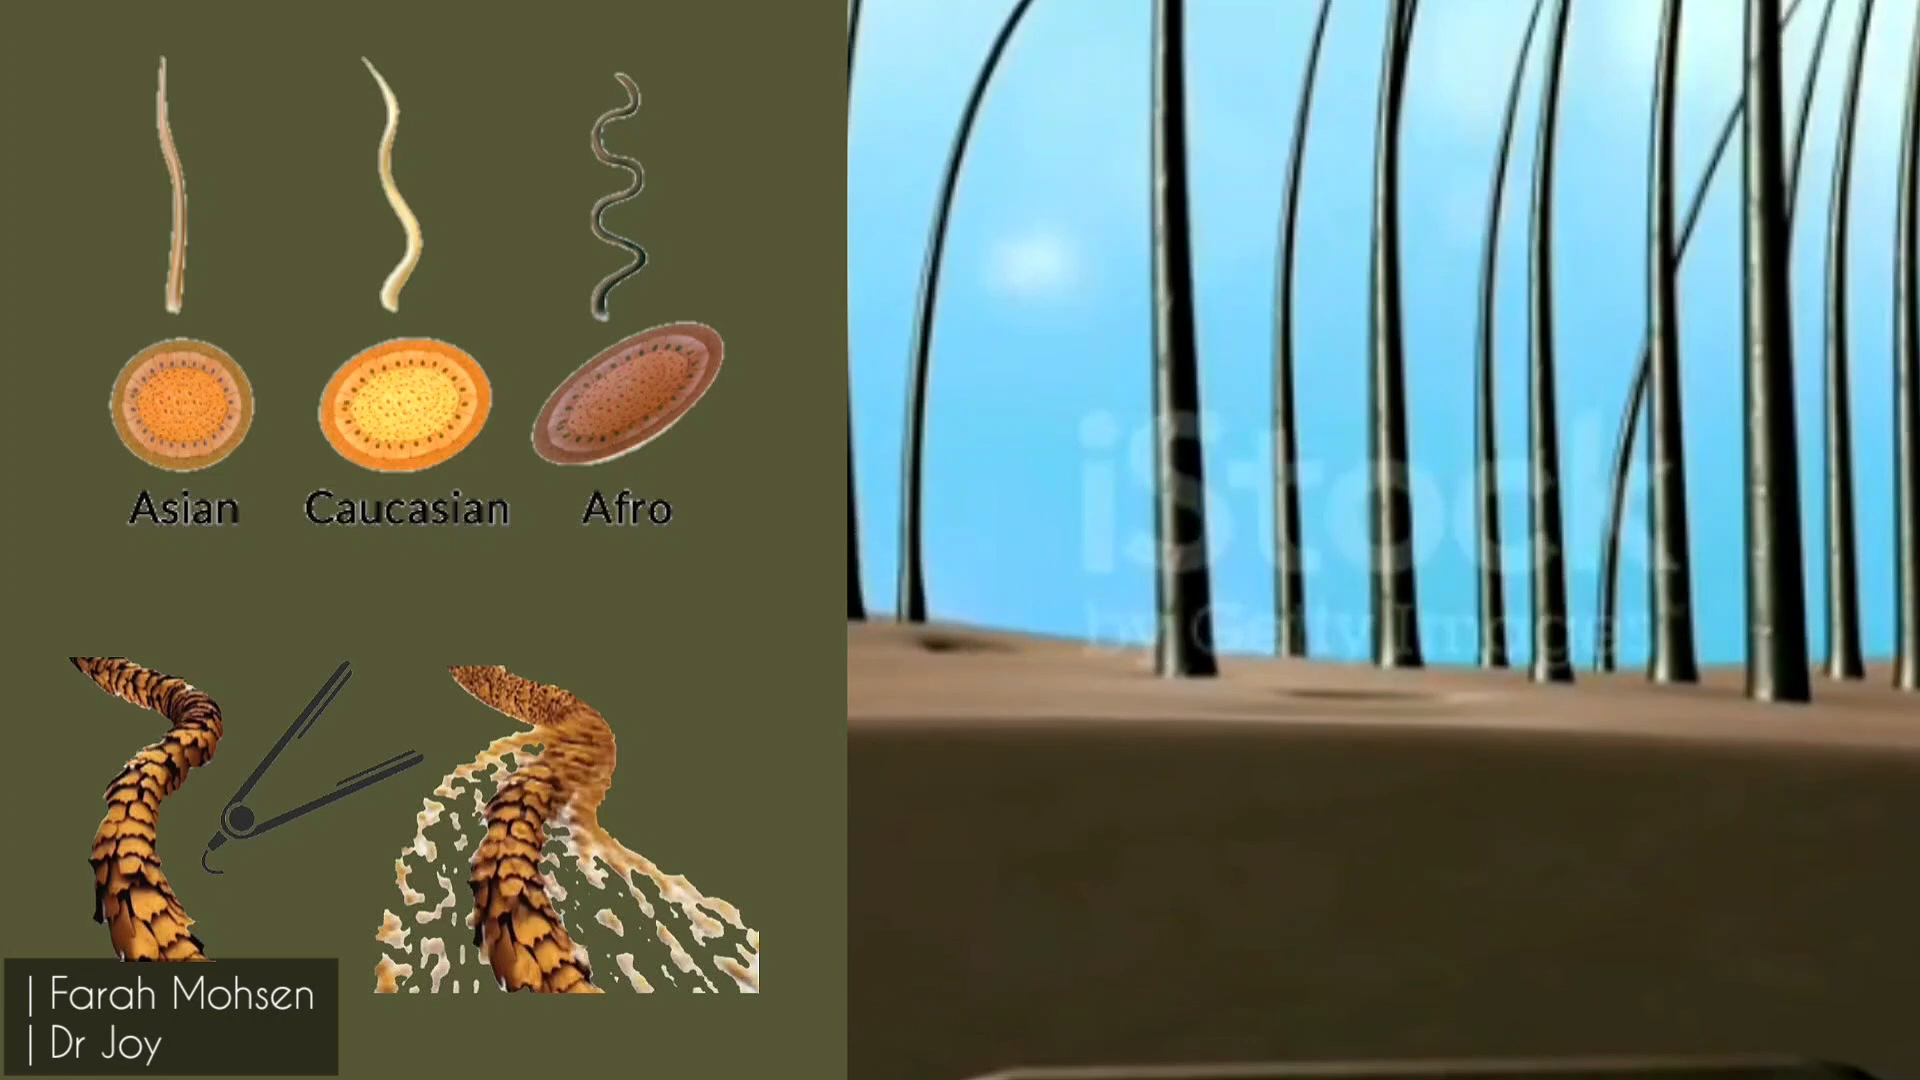 Asian Caucasian Afro
iStock
by Getty Images
| Farah Mohsen
| Dr Joy